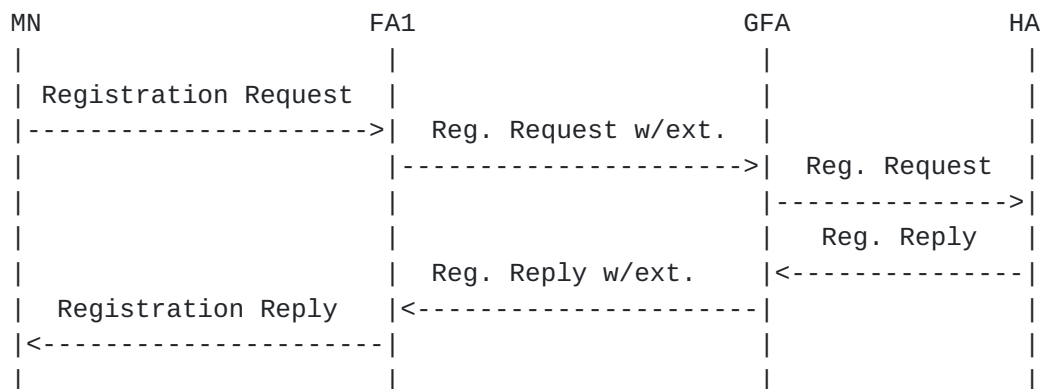 MN FA1 GFA HA
Registration Request
Reg. Request w/ext.
Reg. Request
Reg. Reply
Reg. Reply w/ext.
Registration Reply